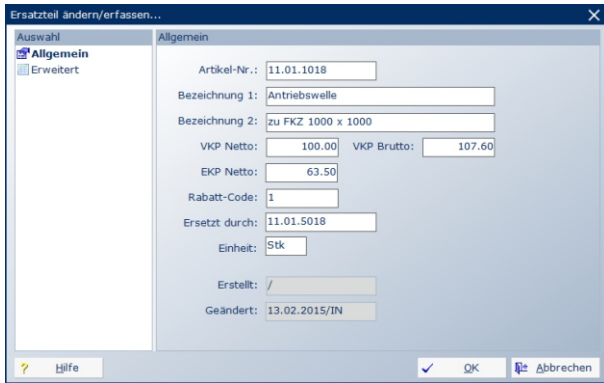 Ersatzteil ändern/erfassen...
Auswahl
Allgemein
Erweitert
Allgemein
Artikel-Nr.: 11.01.1018
Bezeichnung 1: Antriebswelle
Bezeichnung 2: zu FKZ 1000 x 1000
VKP Netto: 100.00 VKP Brutto: 107.60
EKP Netto: 63.50
Rabatt-Code: 1
Ersetzt durch: 11.01.5018
Einheit: Stk
Erstellt: /
Geändert: 13.02.2015/IN
? Hilfe OK Abbrechen